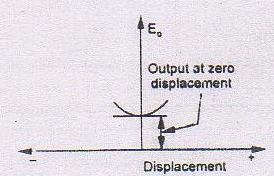 E₀
Output at zero
displacement
–
+
Displacement